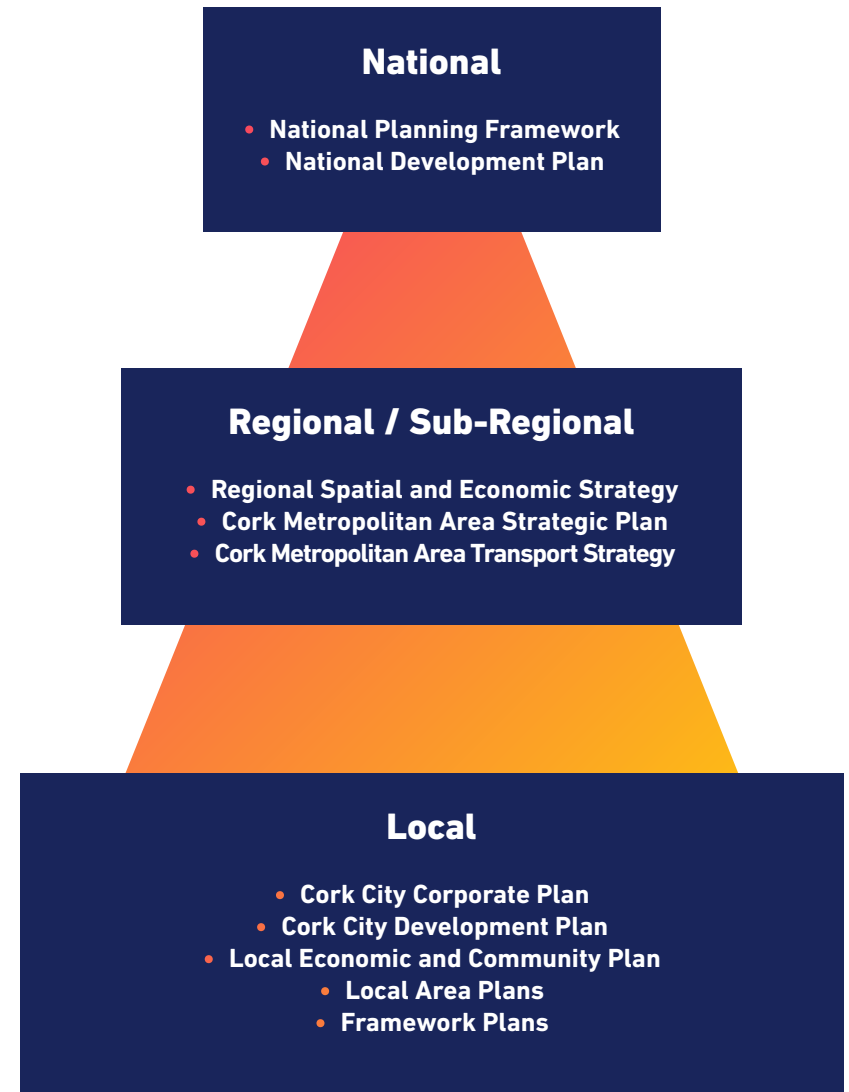 National
• National Planning Framework
• National Development Plan
Regional / Sub-Regional
• Regional Spatial and Economic Strategy
• Cork Metropolitan Area Strategic Plan
• Cork Metropolitan Area Transport Strategy
Local
• Cork City Corporate Plan
• Cork City Development Plan
• Local Economic and Community Plan
• Local Area Plans
• Framework Plans